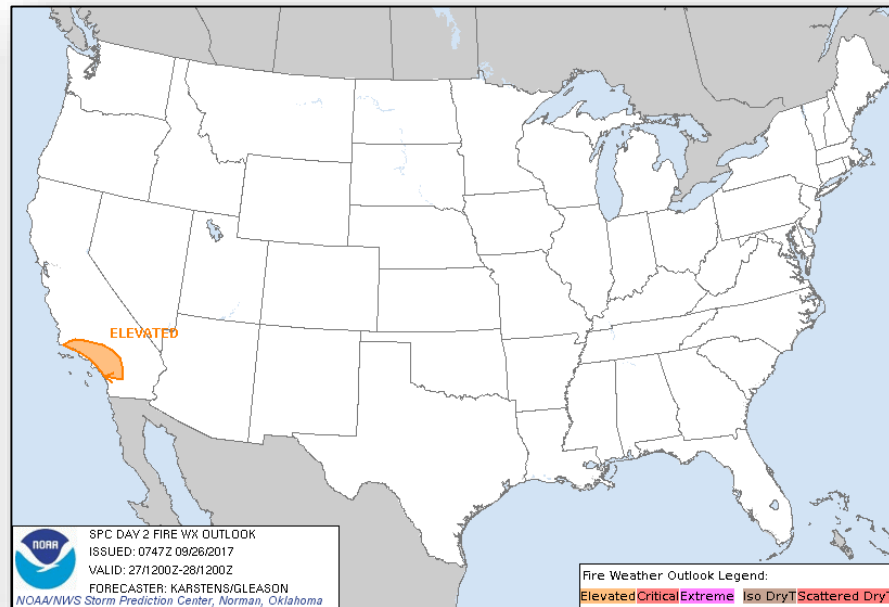 ELEVATED
NOAA
SPC DAY 2 FIRE WX OUTLOOK
ISSUED: 0747Z 09/26/2017
VALID: 27/1200Z-28/1200Z
FORECASTER: KARSTENS/GLEASON
NOAA/NWS Storm Prediction Center, Norman, Oklahoma
Fire Weather Outlook Legend:
Elevated Critical Extreme Iso DryT Scattered DryT